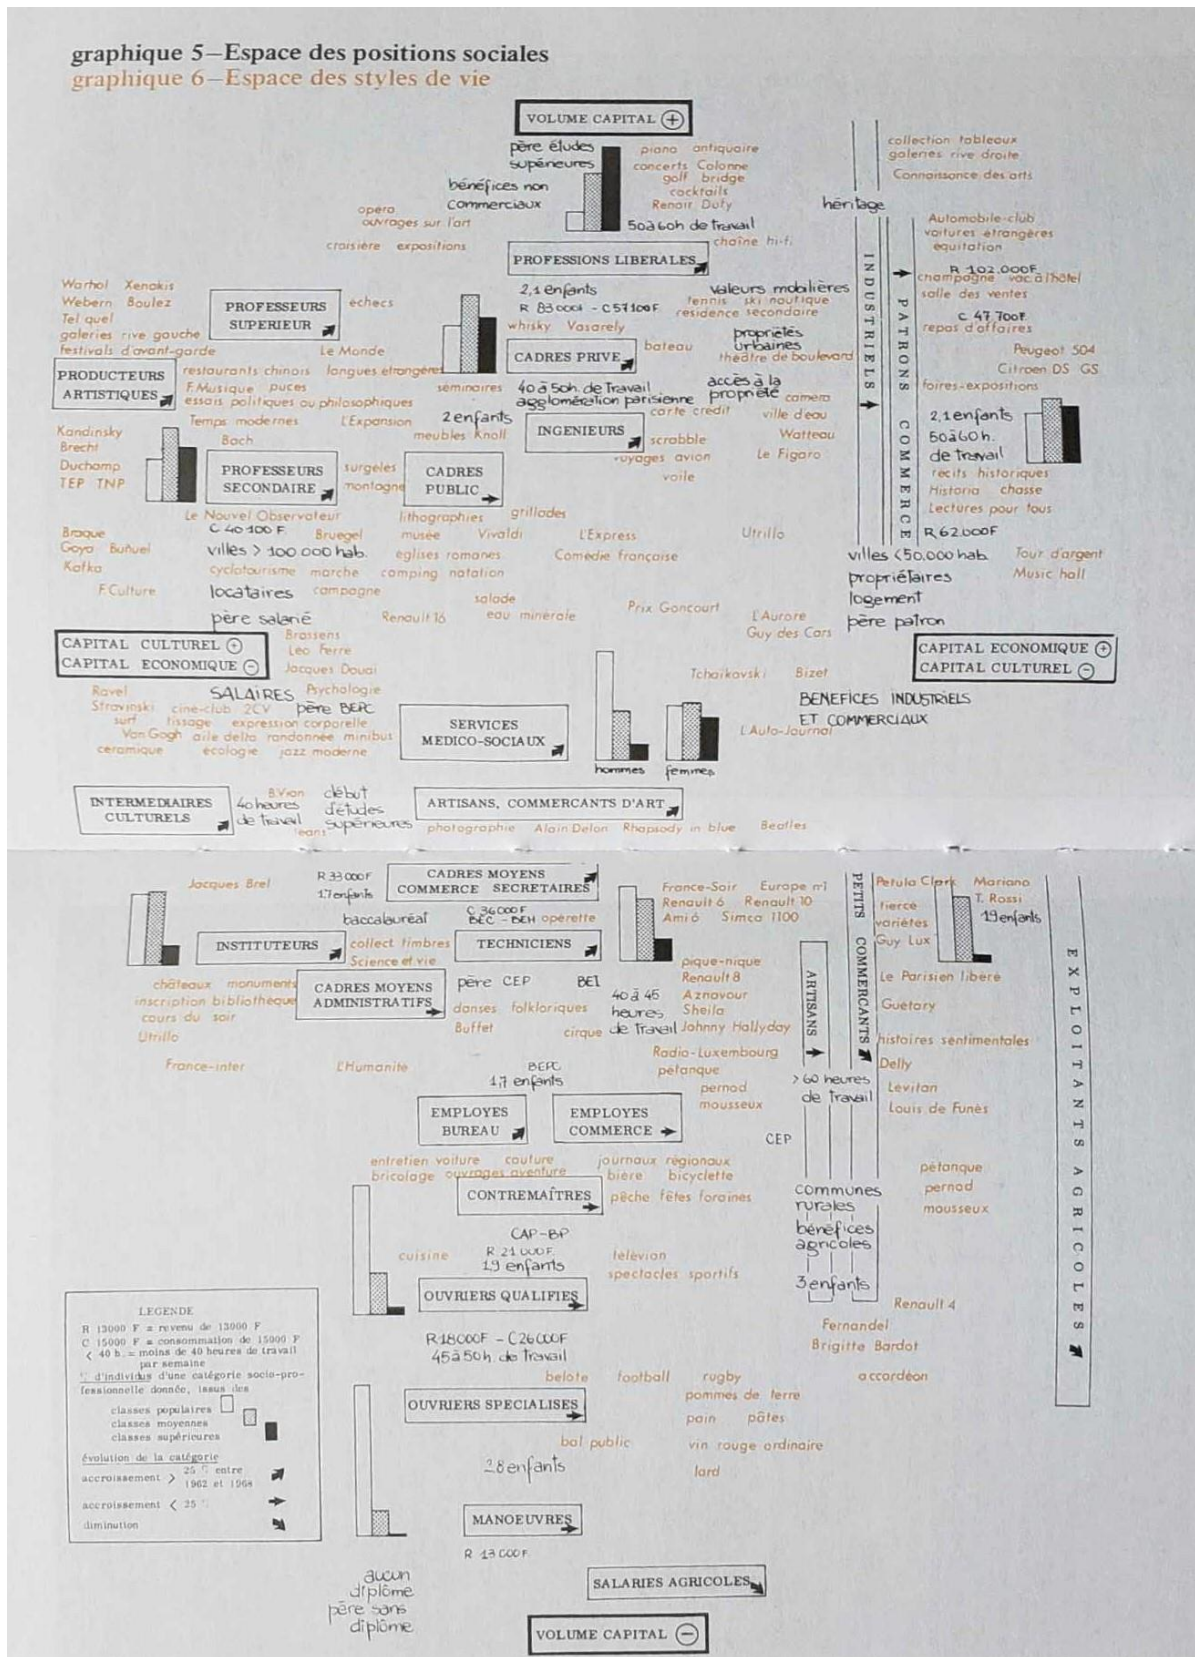 graphique 5—Espace des positions sociales
graphique 6—Espace des styles de vie
VOLUME CAPITAL +
père études
supérieures
bénéfices non
commerciaux
piano antiquaire
concerts Colonne
golf bridge
cocktails
Renoir Dufy
50 à 60h de travail
chaîne hi-fi
opéra
ouvrages sur l'art
croisière expositions
PROFESSIONS LIBERALES
collection tableaux
galeries rive droite
Connaissance des arts
héritage
Automobile-club
voitures étrangères
équitation
R 102.000F
champagne vac à l'hôtel
salle des ventes
C 47.700F
repas d'affaires
Peugeot 504
Citroën DS GS
foires-expositions
INDUSTRIELS
PATRONS COMMERCE
Warhol Xenakis
Webern Boulez
Tel quel
galeries rive gauche
festivals d'avant-garde
PROFESSEURS
SUPERIEUR
échecs
Le Monde
2,1 enfants
R 83000F - C 57100F
whisky Vasarely
valeurs mobilières
tennis ski nautique
résidence secondaire
CADRES PRIVE
bateau
propriétés
urbaines
théâtre de boulevard
PRODUCTEURS
ARTISTIQUES
restaurants chinois langues étrangères
F.Musique puces
essais politiques ou philosophiques
séminaires
40 à 50h. de travail
agglomération parisienne
accès à la
propriété
caméra
Temps modernes L'Expansion
2 enfants
meubles Knoll
Bach
INGENIEURS
carte crédit ville d'eau
scrabble Watteau
voyages avion Le Figaro
voile
Kandinsky
Brecht
Duchamp
TEP TNP
PROFESSEURS
SECONDAIRE
surgelés
montagne
CADRES
PUBLIC
2,1 enfants
50 à 60 h.
de travail
récits historiques
Historia chasse
Lectures pour tous
R 62.000F
Le Nouvel Observateur
lithographies grillades
C 40 100 F
Bruegel musée Vivaldi L'Express Utrillo
Braque
Goya Buñuel
Kafka
villes > 100 000 hab.
églises romanes Comédie française
cyclotourisme marche camping natation
villes < 50.000 hab.
Tour d'argent
Music hall
propriétaires
logement
père patron
F.Culture
locataires campagne
père salarié
Renault 16
salade
eau minérale
Prix Goncourt
L'Aurore
Guy des Cars
CAPITAL CULTUREL +
CAPITAL ECONOMIQUE −
Brassens
Léo Ferré
Jacques Douai
CAPITAL ECONOMIQUE +
CAPITAL CULTUREL −
Tchaïkovski Bizet
BENEFICES INDUSTRIELS
ET COMMERCIAUX
L'Auto-Journal
Ravel
Stravinski
SALAIRES Psychologie
ciné-club 2CV père BEPC
surf tissage expression corporelle
Van Gogh aile delta randonnée minibus
céramique écologie jazz moderne
SERVICES
MEDICO-SOCIAUX
hommes femmes
INTERMEDIAIRES
CULTURELS
B.Vian
40 heures
de travail
jeans
début
d'études
supérieures
ARTISANS, COMMERCANTS D'ART
photographie Alain Delon Rhapsody in blue Beatles
Jacques Brel
R 33 000F
1,7 enfants
CADRES MOYENS
COMMERCE SECRETAIRES
baccalauréat
C 36000F
BEC - BEH opérette
INSTITUTEURS
collect timbres
Science et vie
TECHNICIENS
France-Soir Europe n°1
Renault 6 Renault 10
Ami 6 Simca 1100
PETITS COMMERCANTS
Petula Clark Mariano
T. Rossi
tiercé
variétés
Guy Lux
1,9 enfants
EXPLOITANTS AGRICOLES
châteaux monuments
inscription bibliothèque
cours du soir
Utrillo
CADRES MOYENS
ADMINISTRATIFS
père CEP BEI
danses folkloriques
Buffet cirque
40 à 45
heures
de travail
pique-nique
Renault 8
Aznavour
Sheila
Johnny Hallyday
ARTISANS
Le Parisien libéré
Guétary
histoires sentimentales
Delly
Lévitan
Louis de Funès
France-inter L'Humanité
BEPC
1,7 enfants
Radio-Luxembourg
pétanque
pernod
mousseux
> 60 heures
de travail
EMPLOYES
BUREAU
EMPLOYES
COMMERCE
CEP
entretien voiture couture journaux régionaux
bricolage ouvrages aventure bière bicyclette
CONTREMAÎTRES
pêche fêtes foraines
communes
rurales
bénéfices
agricoles
3 enfants
pétanque
pernod
mousseux
CAP-BP
cuisine
R 21 000F.
1,9 enfants
télévion
spectacles sportifs
OUVRIERS QUALIFIES
Renault 4
Fernandel
Brigitte Bardot
R 18000F - C 26000F
45 à 50h. de travail
belote football rugby accordéon
OUVRIERS SPECIALISES
pommes de terre
pain pâtes
bal public vin rouge ordinaire
2,8 enfants
lard
MANOEUVRES
R 13 000F.
aucun
diplôme
père sans
diplôme
SALARIES AGRICOLES
VOLUME CAPITAL −
LEGENDE
R 13000 F = revenu de 13000 F
C 15000 F = consommation de 15000 F
< 40 h. = moins de 40 heures de travail
par semaine
% d'individus d'une catégorie socio-pro-
fessionnelle donnée, issus des
classes populaires
classes moyennes
classes supérieures
évolution de la catégorie
accroissement > 25 % entre
1962 et 1968
accroissement < 25 %
diminution